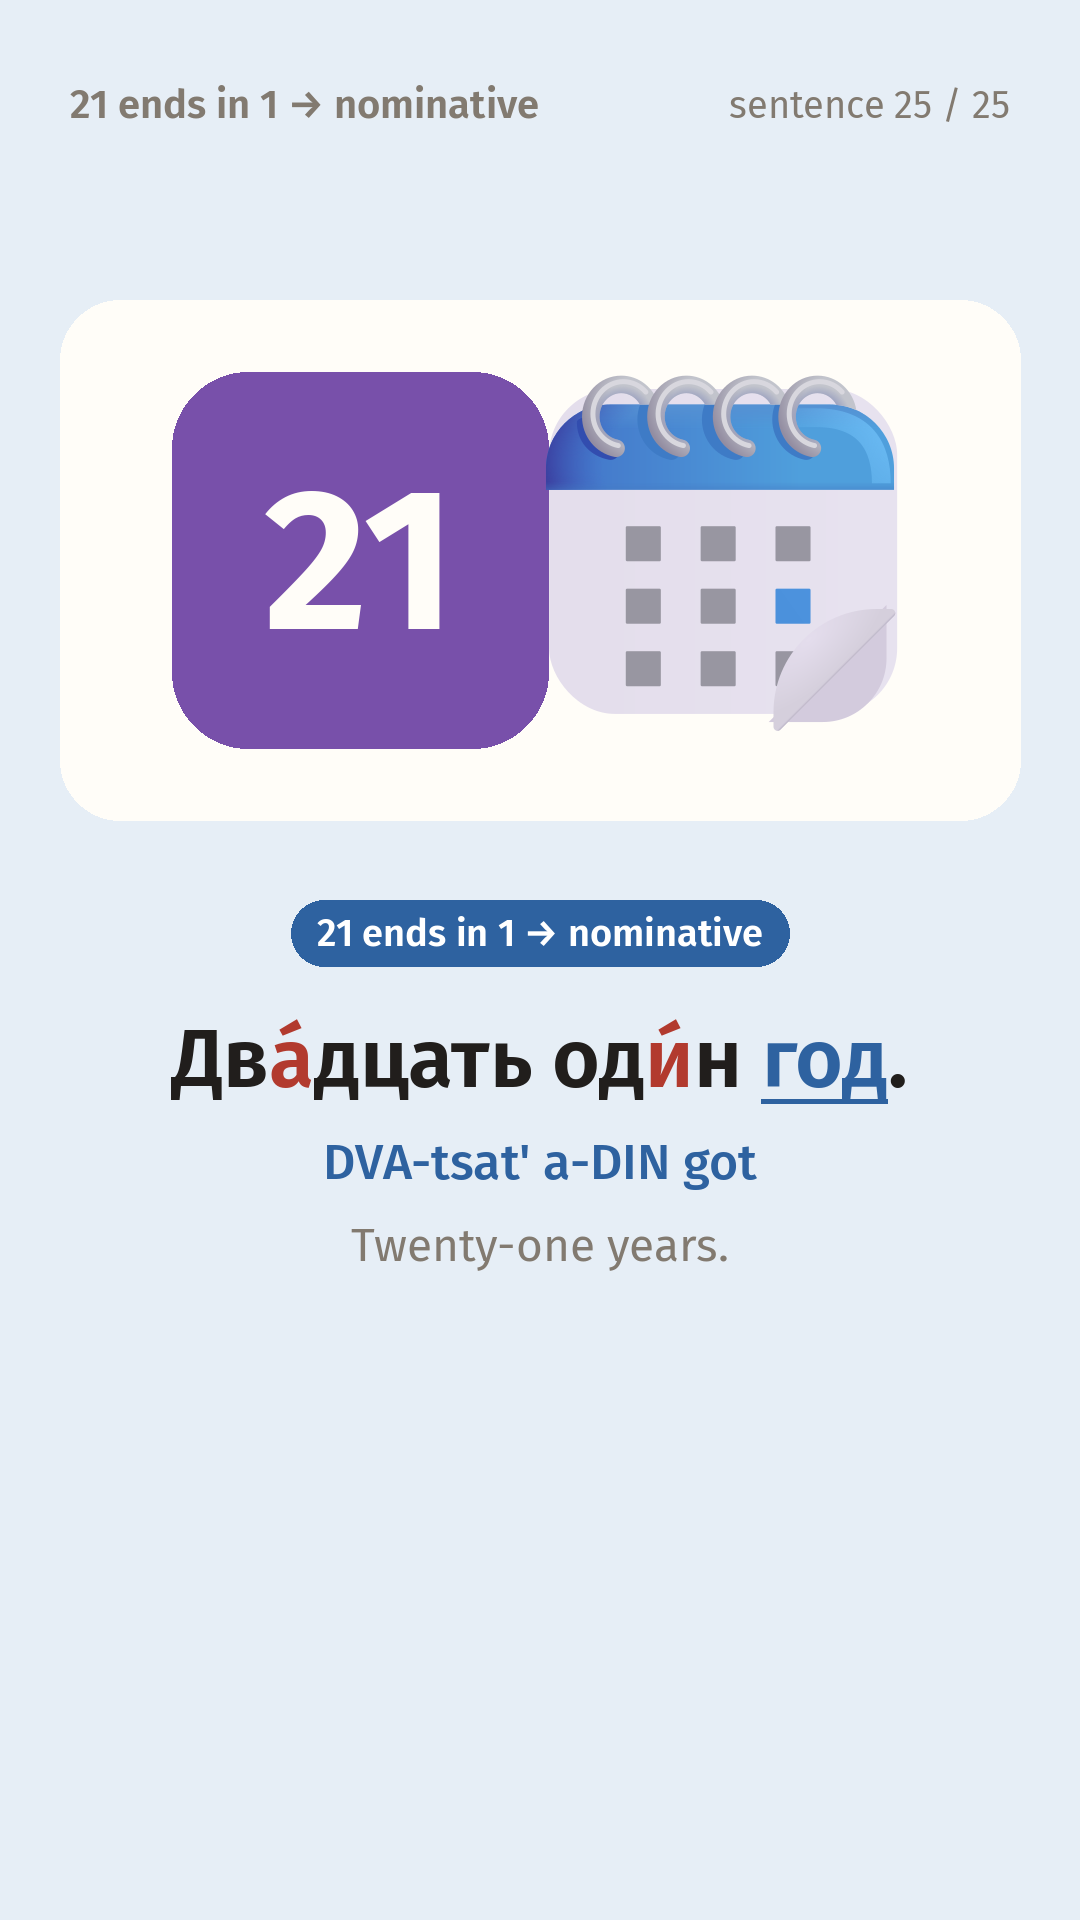 21 ends in 1 → nominative
sentence 25 / 25
21
21 ends in 1 → nominative
Два́дцать оди́н год.
DVA-tsat' a-DIN got
Twenty-one years.